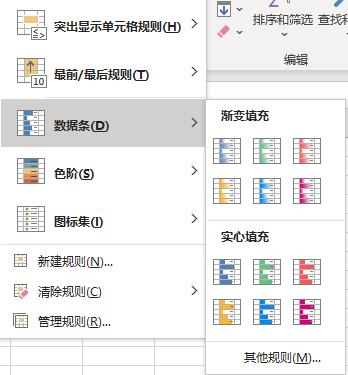 突出显示单元格规则(H)
最前/最后规则(T)
10
数据条(D)
色阶(S)
图标集(I)
新建规则(N)...
清除规则(C)
管理规则(R)...
排序和筛选
查找和
编辑
渐变填充
实心填充
其他规则(M)...